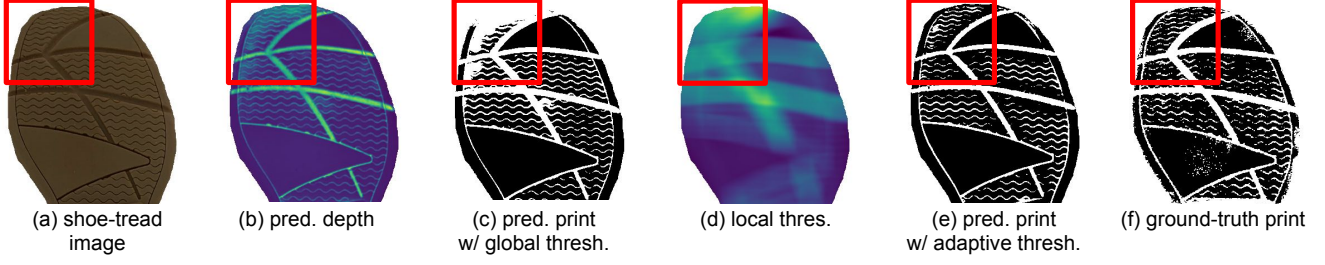 (a) shoe-tread
image
(b) pred. depth
(c) pred. print
w/ global thresh.
(d) local thres.
(e) pred. print
w/ adaptive thresh.
(f) ground-truth print